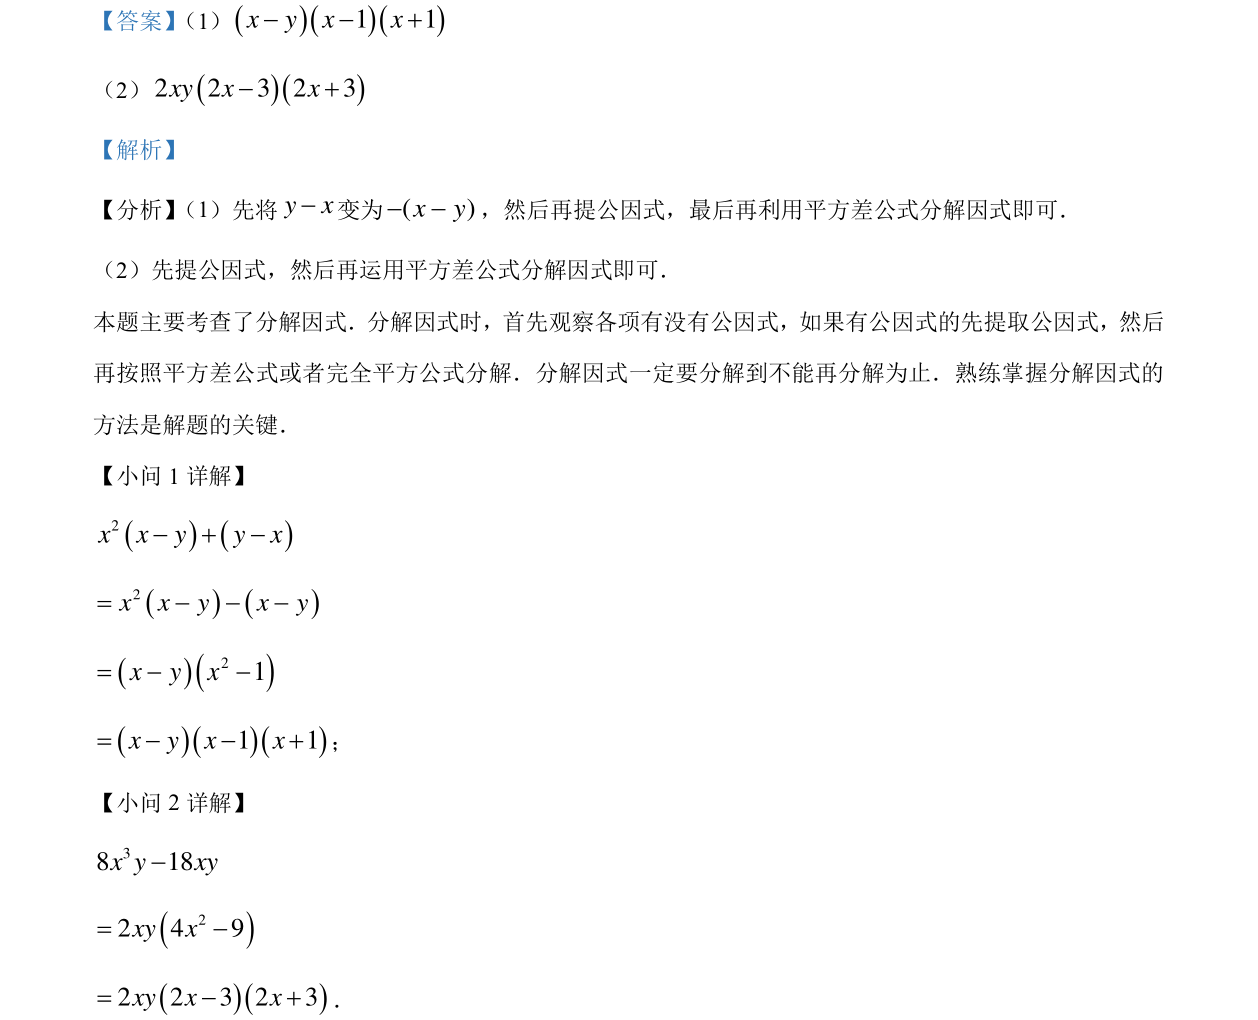 【答案】（1）(x－y)(x－1)(x＋1)
（2）2xy(2x－3)(2x＋3)
【解析】
【分析】（1）先将 y－x 变为 －(x－y)，然后再提公因式，最后再利用平方差公式分解因式即可．
（2）先提公因式，然后再运用平方差公式分解因式即可．
本题主要考查了分解因式．分解因式时，首先观察各项有没有公因式，如果有公因式的先提取公因式，然后
再按照平方差公式或者完全平方公式分解．分解因式一定要分解到不能再分解为止．熟练掌握分解因式的
方法是解题的关键．
【小问 1 详解】
x²(x－y)＋(y－x)
＝x²(x－y)－(x－y)
＝(x－y)(x²－1)
＝(x－y)(x－1)(x＋1)；
【小问 2 详解】
8x³y－18xy
＝2xy(4x²－9)
＝2xy(2x－3)(2x＋3)．